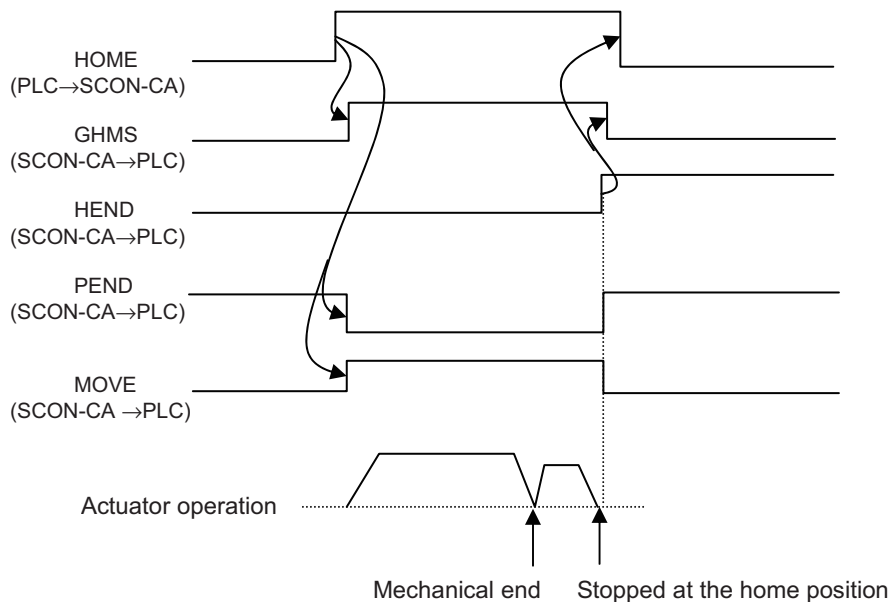 HOME
(PLC→SCON-CA)
GHMS
(SCON-CA→PLC)
HEND
(SCON-CA→PLC)
PEND
(SCON-CA→PLC)
MOVE
(SCON-CA →PLC)
Actuator operation
Mechanical end
Stopped at the home position